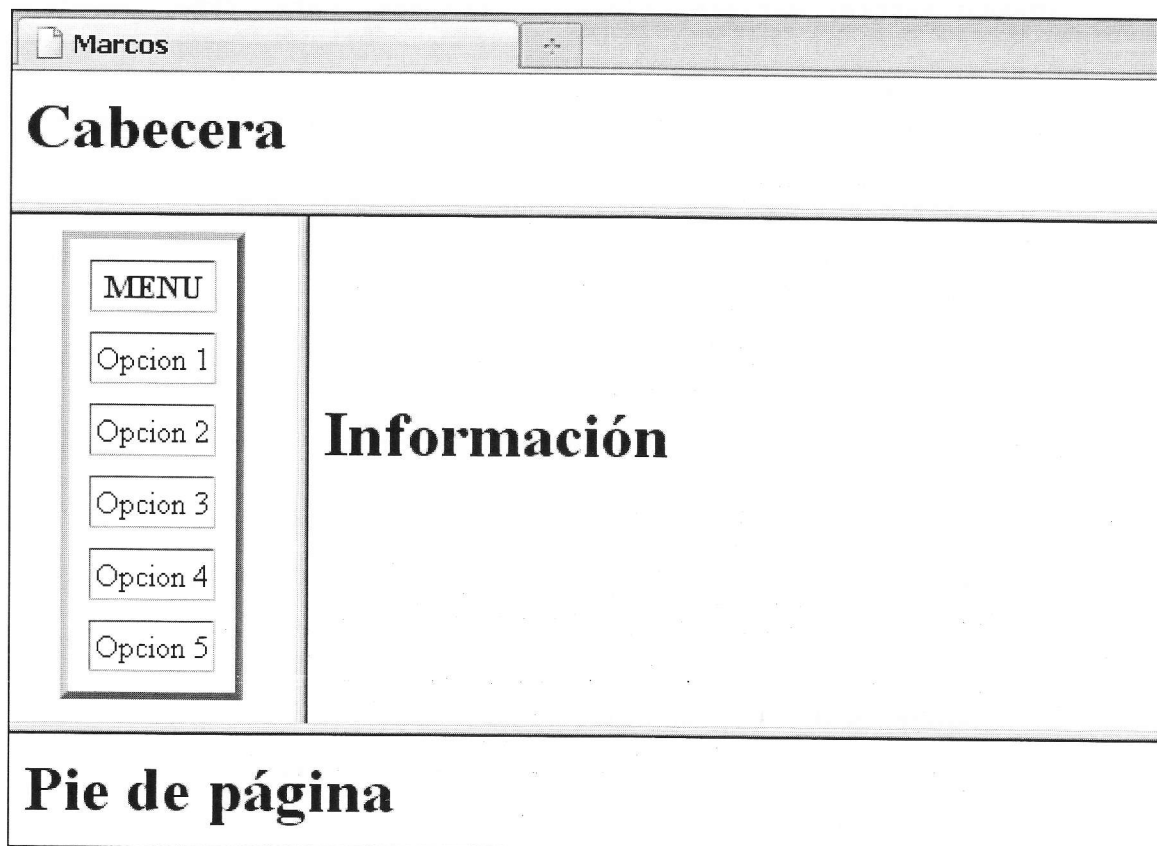 Marcos
Cabecera
MENU
Opcion 1
Opcion 2
Opcion 3
Opcion 4
Opcion 5
Información
Pie de página